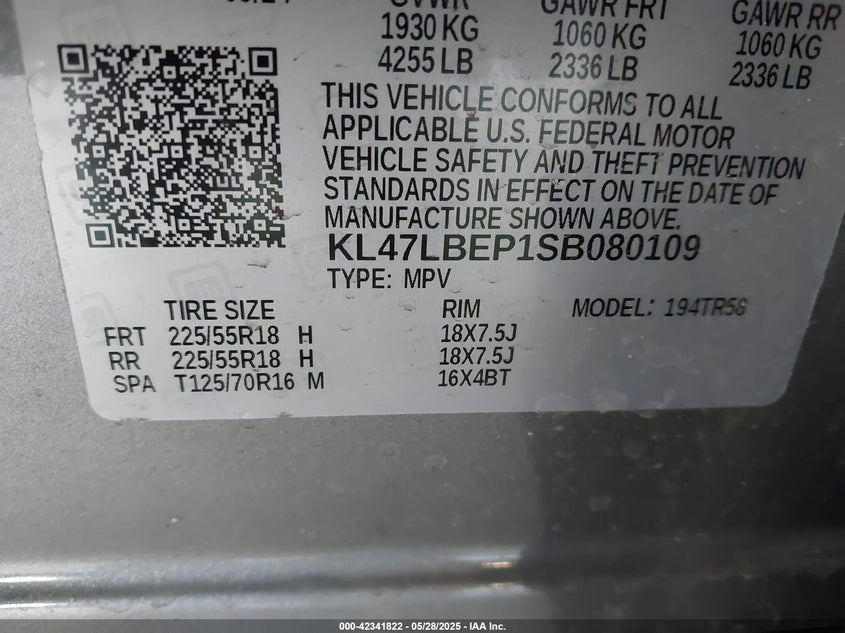 GVWR GAWR FRT GAWR RR
1930 KG 1060 KG 1060 KG
4255 LB 2336 LB 2336 LB
THIS VEHICLE CONFORMS TO ALL
APPLICABLE U.S. FEDERAL MOTOR
VEHICLE SAFETY AND THEFT PREVENTION
STANDARDS IN EFFECT ON THE DATE OF
MANUFACTURE SHOWN ABOVE.
KL47LBEP1SB080109
TYPE: MPV
TIRE SIZE RIM MODEL: 194TR58
FRT 225/55R18 H 18X7.5J
RR 225/55R18 H 18X7.5J
SPA T125/70R16 M 16X4BT
000-42341822 | 05/28/2025 - IAA Inc.